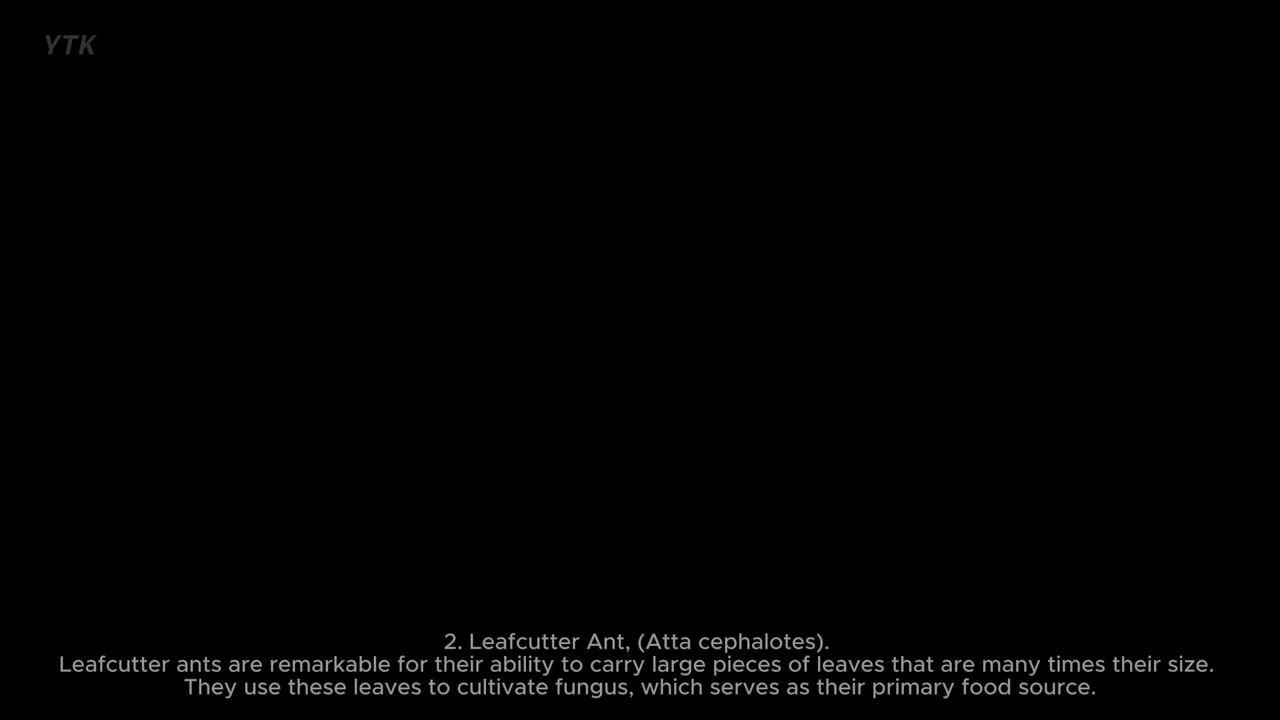 YTK
2. Leafcutter Ant, (Atta cephalotes).
Leafcutter ants are remarkable for their ability to carry large pieces of leaves that are many times their size.
They use these leaves to cultivate fungus, which serves as their primary food source.